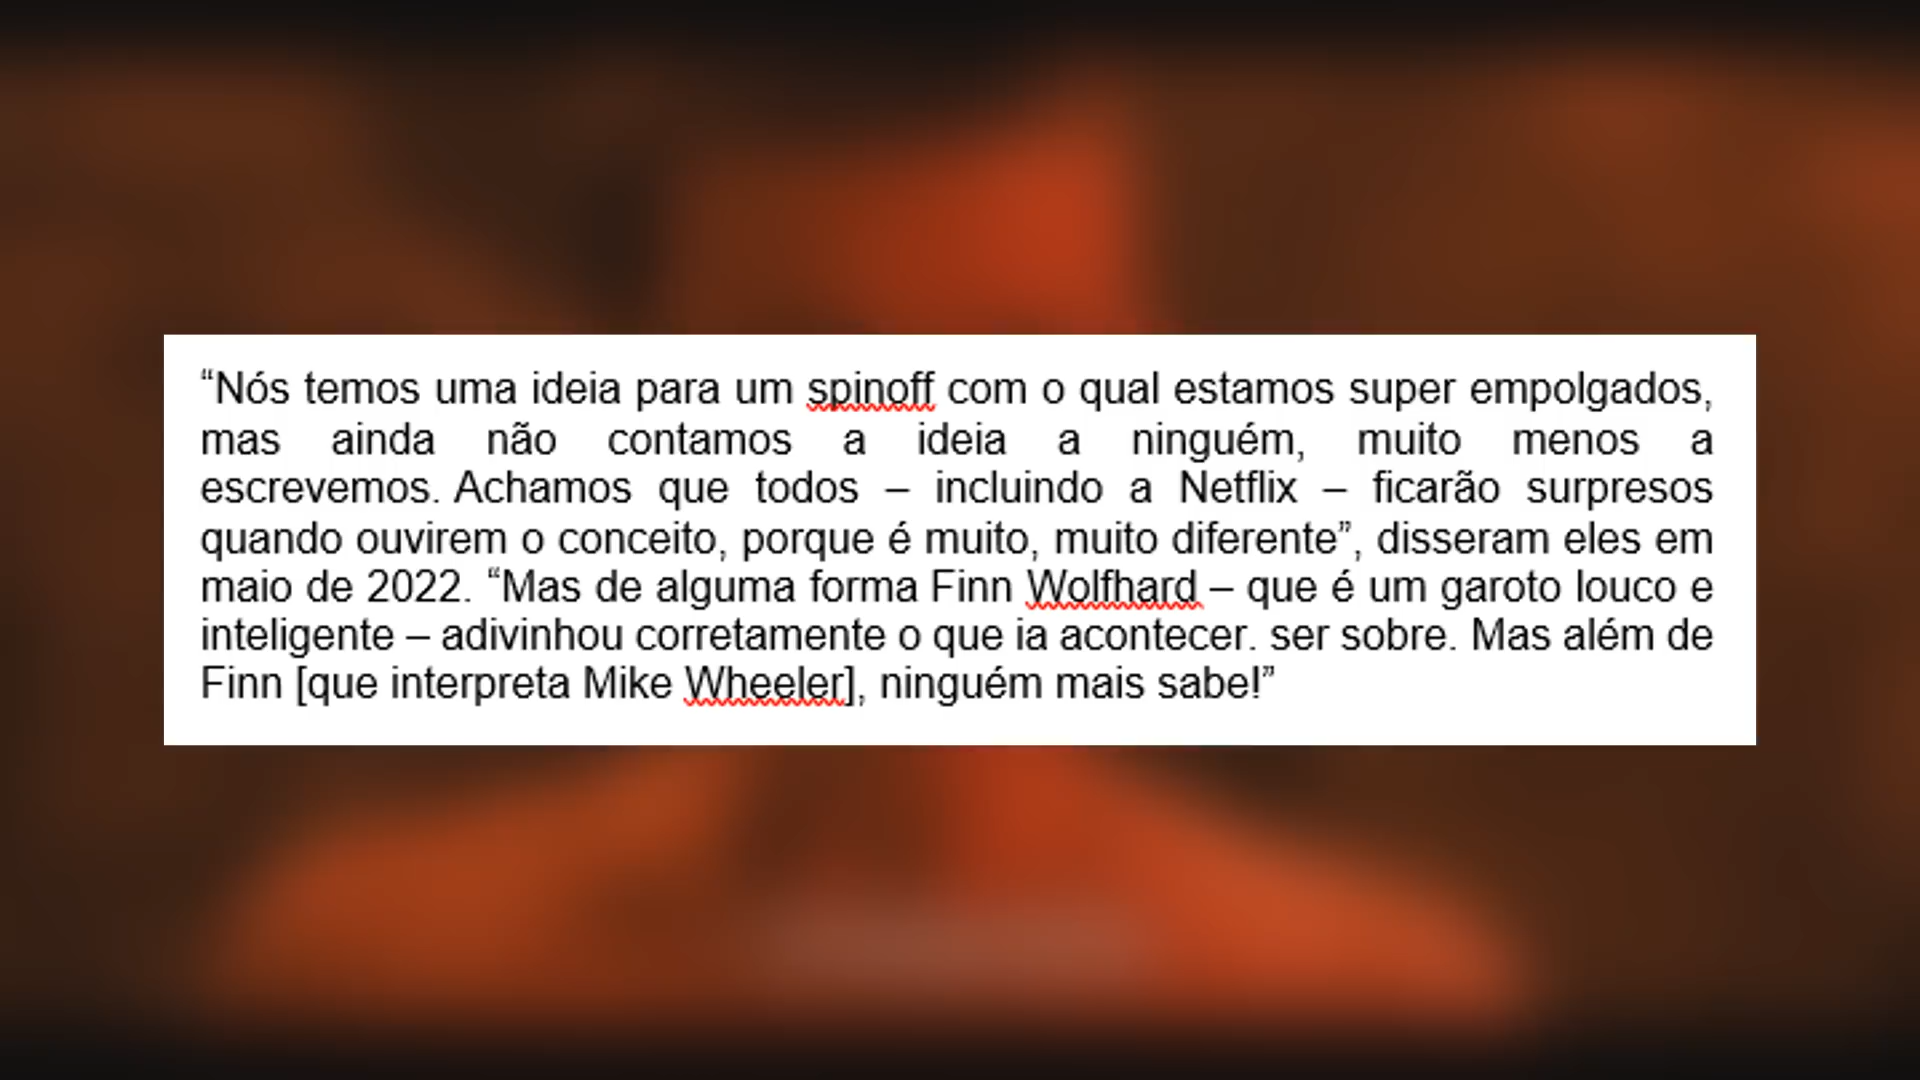 “Nós temos uma ideia para um spinoff com o qual estamos super empolgados,
mas ainda não contamos a ideia a ninguém, muito menos a
escrevemos. Achamos que todos – incluindo a Netflix – ficarão surpresos
quando ouvirem o conceito, porque é muito, muito diferente”, disseram eles em
maio de 2022. “Mas de alguma forma Finn Wolfhard – que é um garoto louco e
inteligente – adivinhou corretamente o que ia acontecer. ser sobre. Mas além de
Finn [que interpreta Mike Wheeler], ninguém mais sabe!”